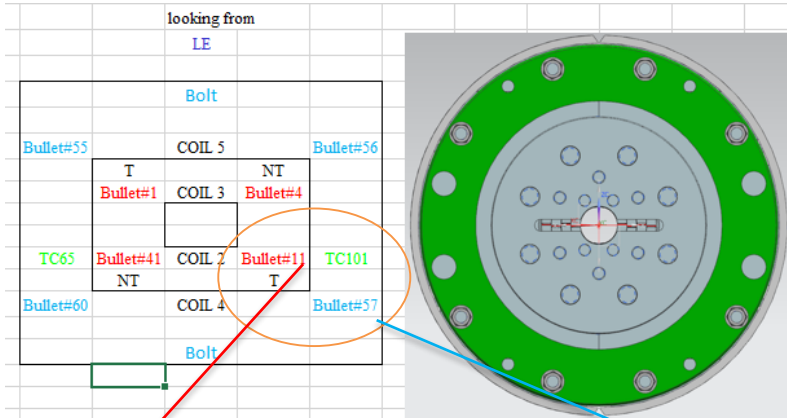 looking from
LE
Bolt
Bullet#55 COIL 5 Bullet#56
T NT
Bullet#1 COIL 3 Bullet#4
TC65 Bullet#41 COIL 2 Bullet#11 TC101
NT T
Bullet#60 COIL 4 Bullet#57
Bolt